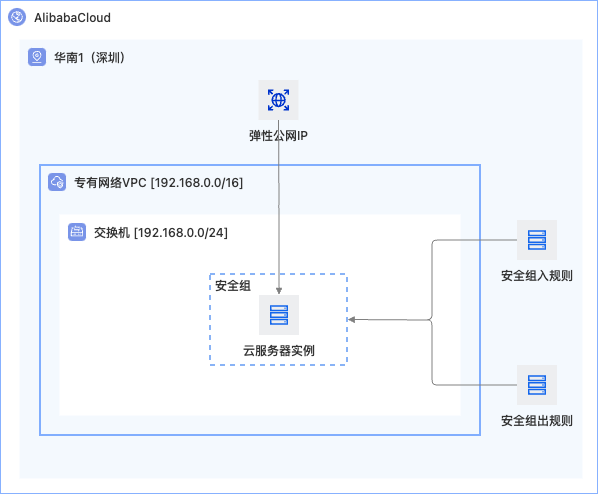 AlibabaCloud
华南1（深圳）
弹性公网IP
专有网络VPC [192.168.0.0/16]
交换机 [192.168.0.0/24]
安全组
云服务器实例
安全组入规则
安全组出规则